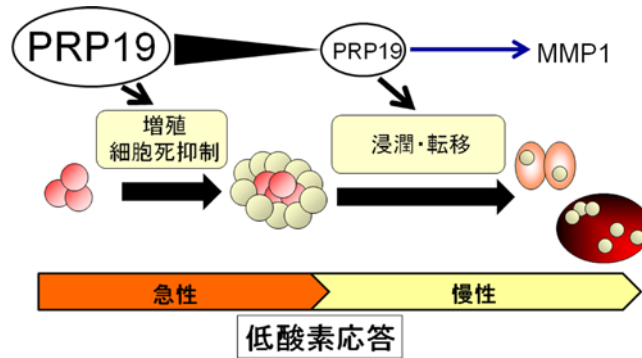 PRP19
PRP19
MMP1
増殖
細胞死抑制
浸潤・転移
急性
慢性
低酸素応答